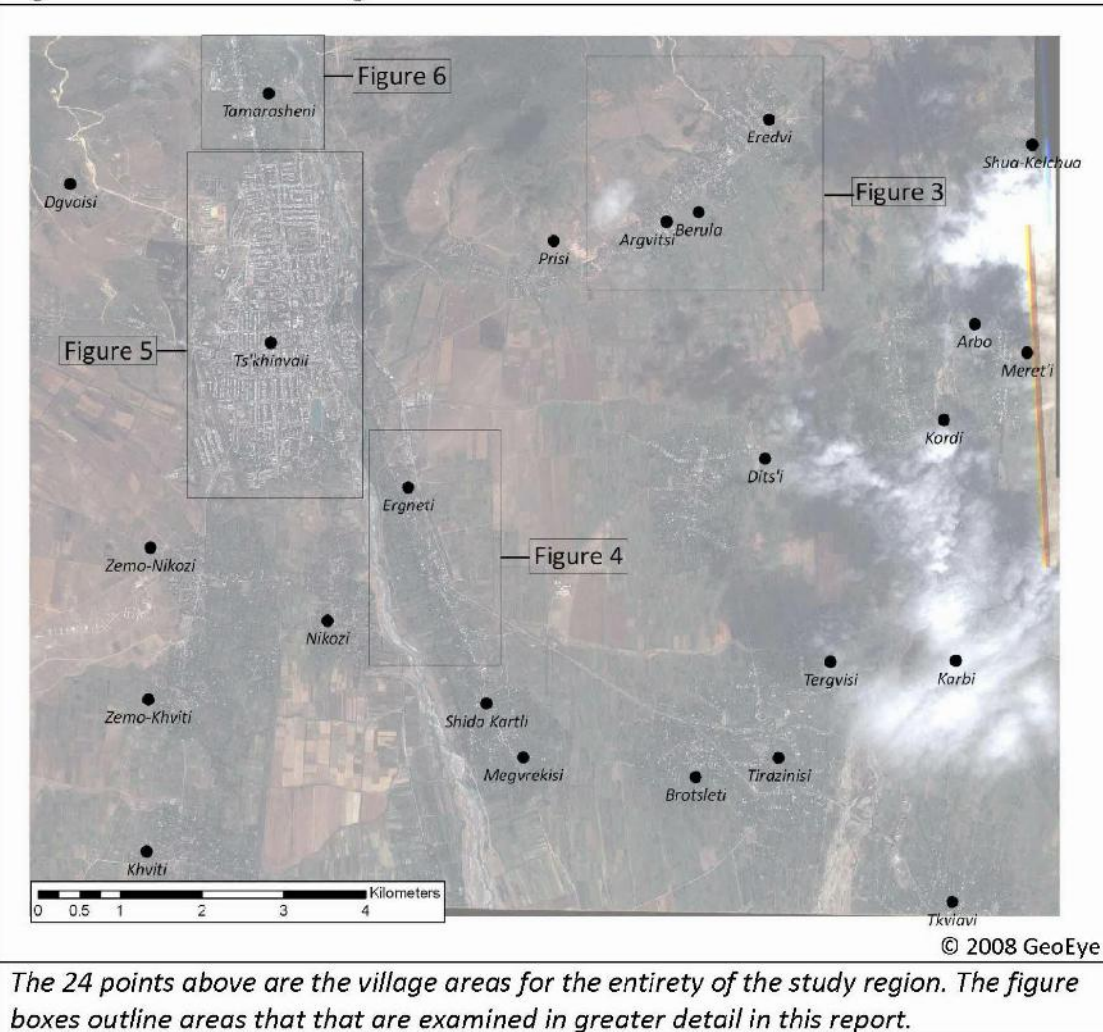 Figure 6
Tamarasheni
Eredvi
Shua-Kelchua
Dgvaisi
Figure 3
Argvitsi
Berula
Prisi
Arbo
Figure 5
Ts'khinvali
Meret'i
Kordi
Dits'i
Ergneti
Figure 4
Zemo-Nikozi
Nikozi
Tergvisi
Karbi
Zemo-Khviti
Shida Kartli
Megvrekisi
Tirdzinisi
Brotsleti
Khviti
Kilometers
0 0.5 1 2 3 4
Tkviavi
© 2008 GeoEye
The 24 points above are the village areas for the entirety of the study region. The figure
boxes outline areas that that are examined in greater detail in this report.